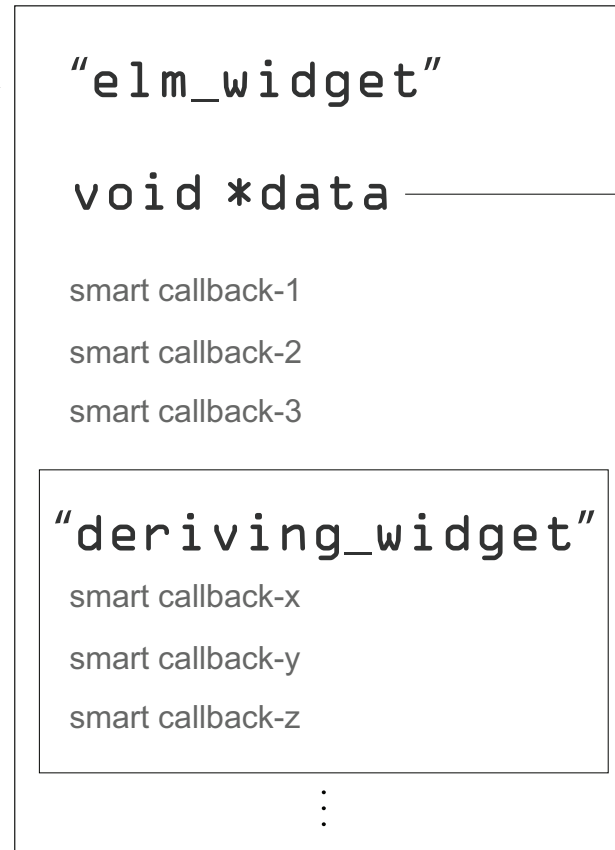 “elm_widget”
void *data
smart callback-1
smart callback-2
smart callback-3
“deriving_widget”
smart callback-x
smart callback-y
smart callback-z